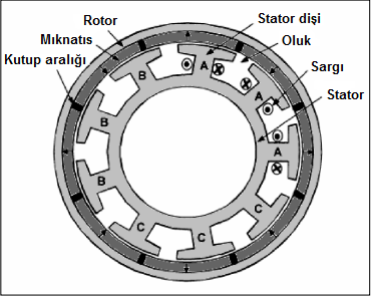 Rotor
Stator dişi
Mıknatıs
Oluk
Kutup aralığı
Sargı
Stator
B
A
A
B
A
B
C
C
C